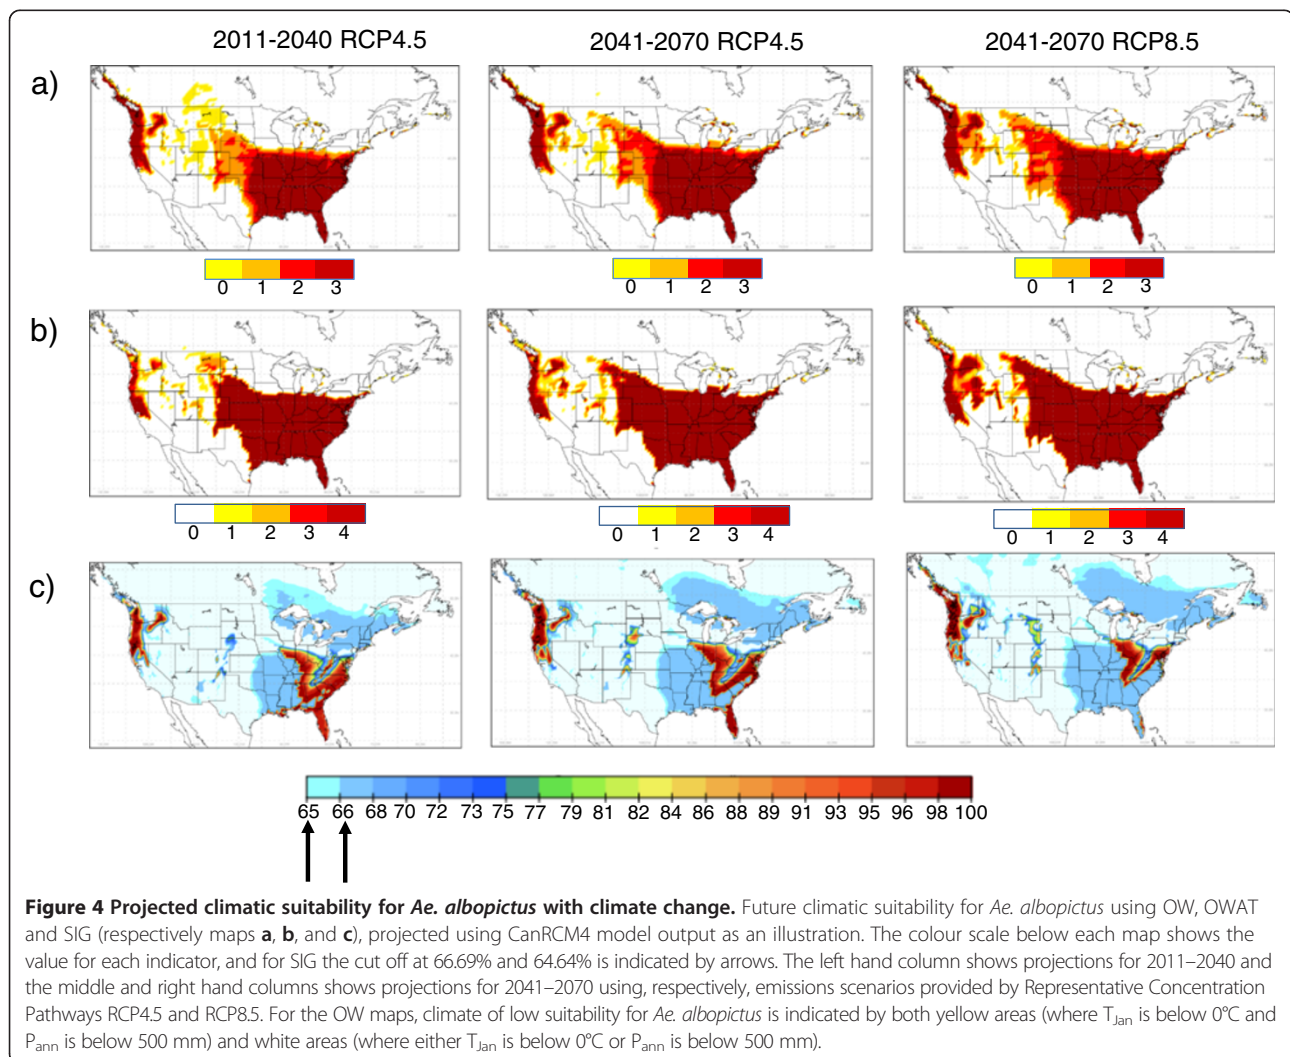 2011-2040 RCP4.5
2041-2070 RCP4.5
2041-2070 RCP8.5
a)
0 1 2 3
0 1 2 3
0 1 2 3
b)
0 1 2 3 4
0 1 2 3 4
0 1 2 3 4
c)
65 66 68 70 72 73 75 77 79 81 82 84 86 88 89 91 93 95 96 98 100
Figure 4 Projected climatic suitability for Ae. albopictus with climate change. Future climatic suitability for Ae. albopictus using OW, OWAT
and SIG (respectively maps a, b, and c), projected using CanRCM4 model output as an illustration. The colour scale below each map shows the
value for each indicator, and for SIG the cut off at 66.69% and 64.64% is indicated by arrows. The left hand column shows projections for 2011–2040 and
the middle and right hand columns shows projections for 2041–2070 using, respectively, emissions scenarios provided by Representative Concentration
Pathways RCP4.5 and RCP8.5. For the OW maps, climate of low suitability for Ae. albopictus is indicated by both yellow areas (where TJan is below 0°C and
Pann is below 500 mm) and white areas (where either TJan is below 0°C or Pann is below 500 mm).